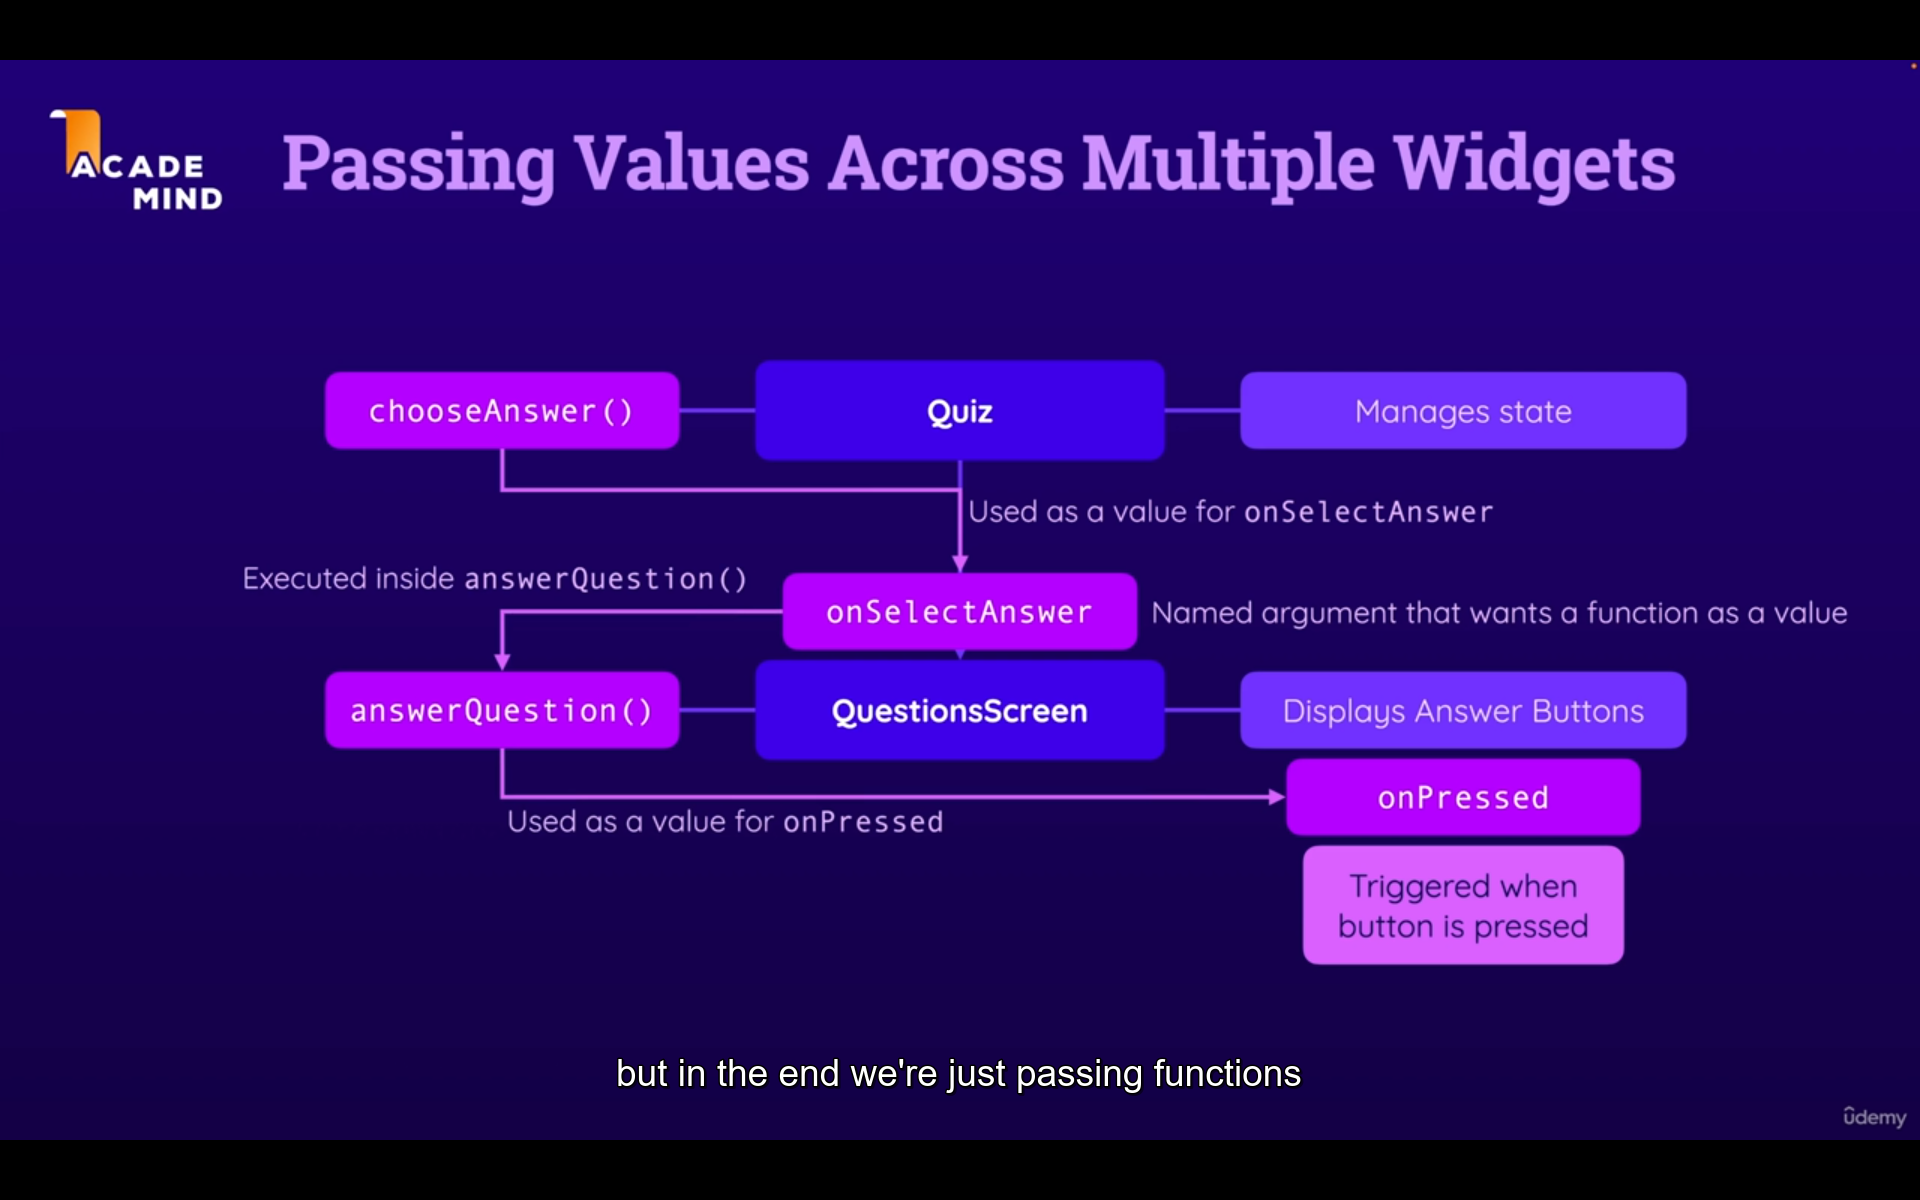 ACADE
MIND
Passing Values Across Multiple Widgets
chooseAnswer()
Quiz
Manages state
Used as a value for onSelectAnswer
Executed inside answerQuestion()
onSelectAnswer
Named argument that wants a function as a value
answerQuestion()
QuestionsScreen
Displays Answer Buttons
onPressed
Used as a value for onPressed
Triggered when
button is pressed
but in the end we're just passing functions
ûdemy